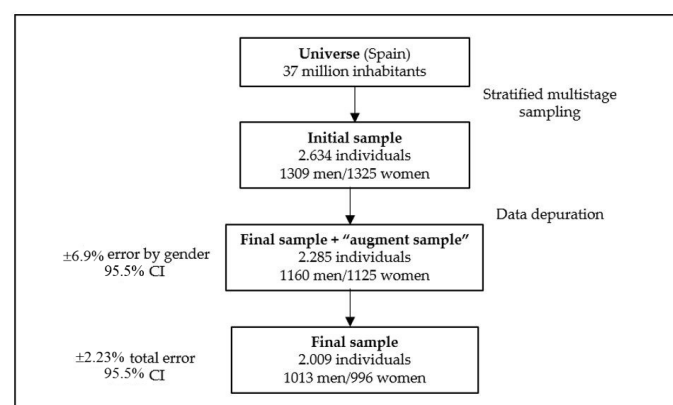 Universe (Spain)
37 million inhabitants
Stratified multistage
sampling
Initial sample
2.634 individuals
1309 men/1325 women
Data depuration
Final sample + “augment sample”
2.285 individuals
1160 men/1125 women
±6.9% error by gender
95.5% CI
Final sample
2.009 individuals
1013 men/996 women
±2.23% total error
95.5% CI